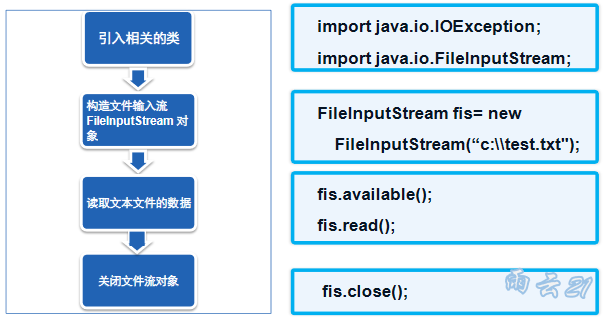 引入相关的类
import java.io.IOException;
import java.io.FileInputStream;
构造文件输入流
FileInputStream 对
象
FileInputStream fis= new
FileInputStream(“c:\\test.txt");
读取文本文件的数据
fis.available();
fis.read();
关闭文件流对象
fis.close();
雨云21